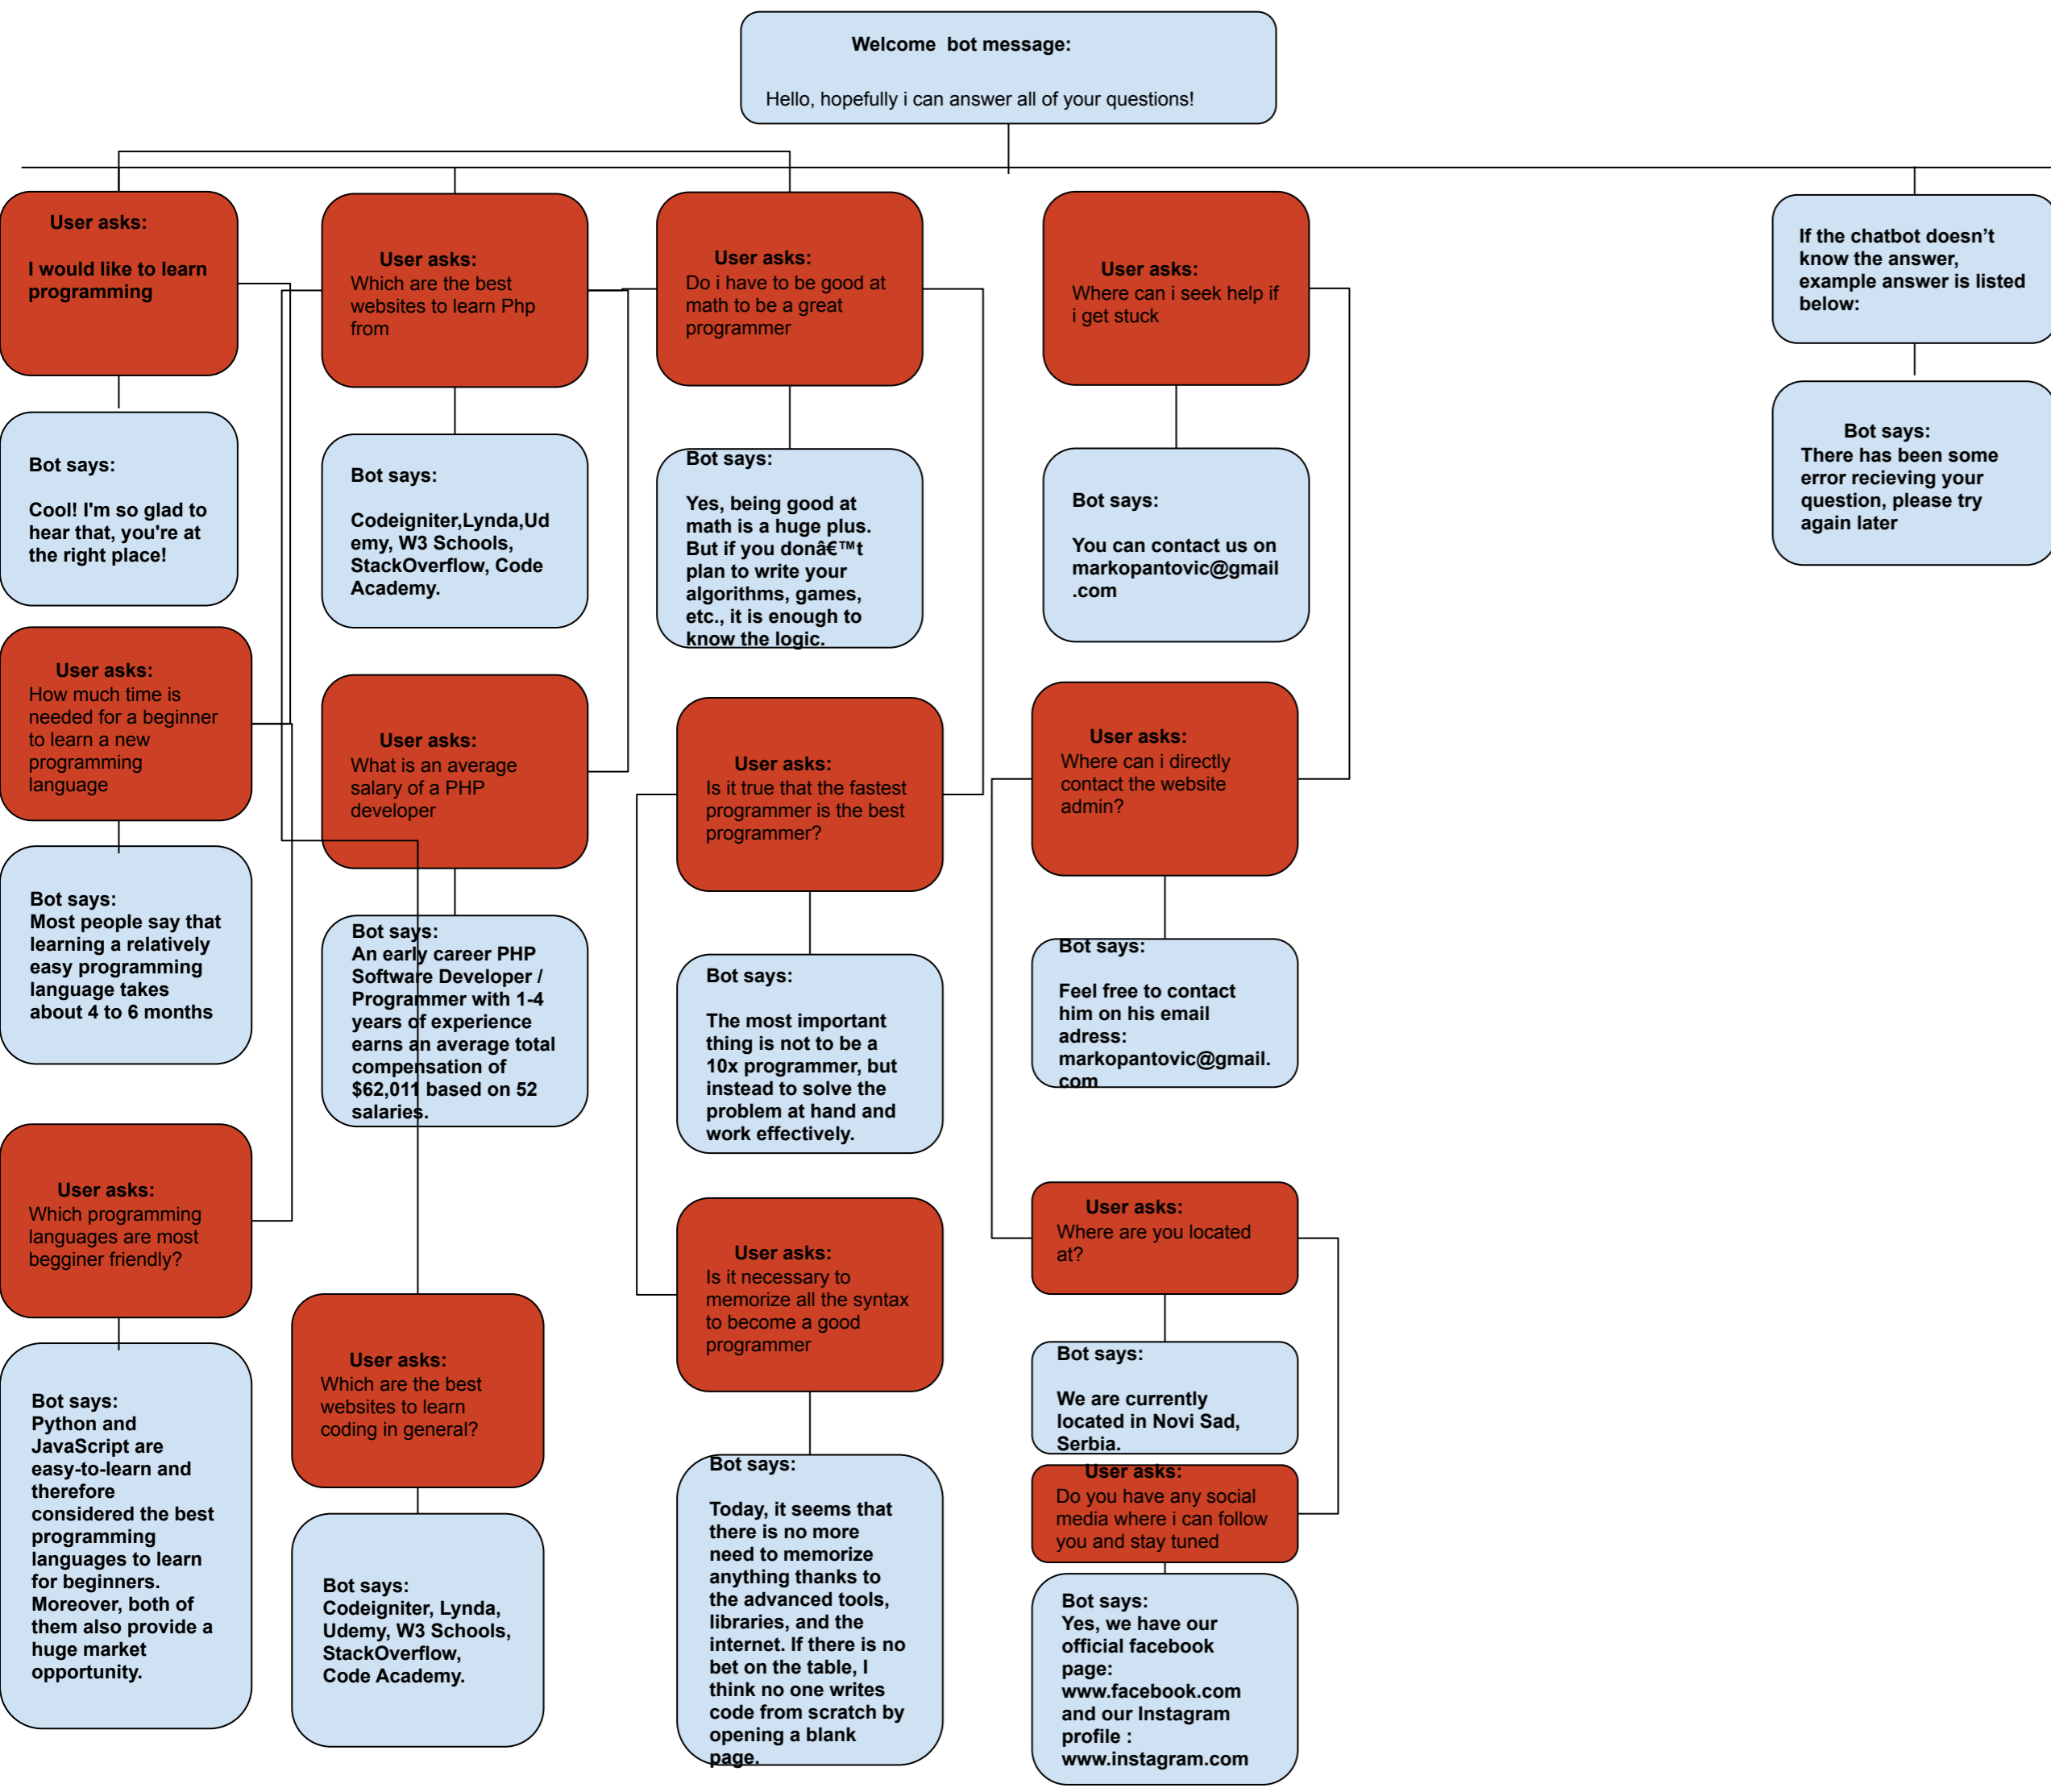 Welcome  bot message:
Hello, hopefully i can answer all of your questions!
User asks:
I would like to learn
programming
Bot says:
Cool! I'm so glad to
hear that, you're at
the right place!
User asks:
How much time is
needed for a beginner
to learn a new
programming
language
Bot says:
Most people say that
learning a relatively
easy programming
language takes
about 4 to 6 months
User asks:
Which programming
languages are most
begginer friendly?
Bot says:
Python and
JavaScript are
easy-to-learn and
therefore
considered the best
programming
languages to learn
for beginners.
Moreover, both of
them also provide a
huge market
opportunity.
User asks:
Which are the best
websites to learn Php
from
Bot says:
Codeigniter,Lynda,Ud
emy, W3 Schools,
StackOverflow, Code
Academy.
User asks:
What is an average
salary of a PHP
developer
Bot says:
An early career PHP
Software Developer /
Programmer with 1-4
years of experience
earns an average total
compensation of
$62,011 based on 52
salaries.
User asks:
Which are the best
websites to learn
coding in general?
Bot says:
Codeigniter, Lynda,
Udemy, W3 Schools,
StackOverflow,
Code Academy.
User asks:
Do i have to be good at
math to be a great
programmer
Bot says:
Yes, being good at
math is a huge plus.
But if you donâ€™t
plan to write your
algorithms, games,
etc., it is enough to
know the logic.
User asks:
Is it true that the fastest
programmer is the best
programmer?
Bot says:
The most important
thing is not to be a
10x programmer, but
instead to solve the
problem at hand and
work effectively.
User asks:
Is it necessary to
memorize all the syntax
to become a good
programmer
Bot says:
Today, it seems that
there is no more
need to memorize
anything thanks to
the advanced tools,
libraries, and the
internet. If there is no
bet on the table, I
think no one writes
code from scratch by
opening a blank
page.
User asks:
Where can i seek help if
i get stuck
Bot says:
You can contact us on
markopantovic@gmail
.com
User asks:
Where can i directly
contact the website
admin?
Bot says:
Feel free to contact
him on his email
adress:
markopantovic@gmail.
com
User asks:
Where are you located
at?
Bot says:
We are currently
located in Novi Sad,
Serbia.
User asks:
Do you have any social
media where i can follow
you and stay tuned
Bot says:
Yes, we have our
official facebook
page:
www.facebook.com
and our Instagram
profile :
www.instagram.com
If the chatbot doesn’t
know the answer,
example answer is listed
below:
Bot says:
There has been some
error recieving your
question, please try
again later